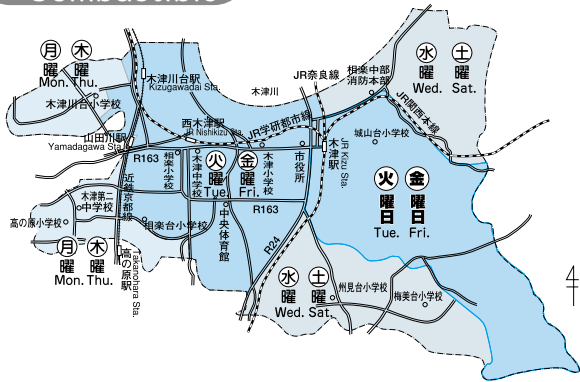 月 木
曜 曜
Mon. Thu.
木津川台駅
Kizugawadai Sta.
木津川
JR奈良線
相楽中部
消防本部
水 土
曜 曜
Wed. Sat.
木津川台小学校
西木津駅
JR Nishikizu Sta.
JR学研都市線
JR関西本線
山田川駅
Yamadagawa Sta.
R163
相楽小学校
木津中学校
火 金
曜 曜
Tue. Fri.
木津小学校
市役所
木津駅
JR Kizu Sta.
城山台小学校
火 金
曜 曜
日 日
Tue. Fri.
近鉄京都線
木津第二
中学校
高の原小学校
相楽台小学校
中央体育館
R163
R24
月 木
曜 曜
Mon. Thu.
高の原駅
Takanohara Sta.
水 土
曜 曜
Wed. Sat.
州見台小学校
梅美台小学校